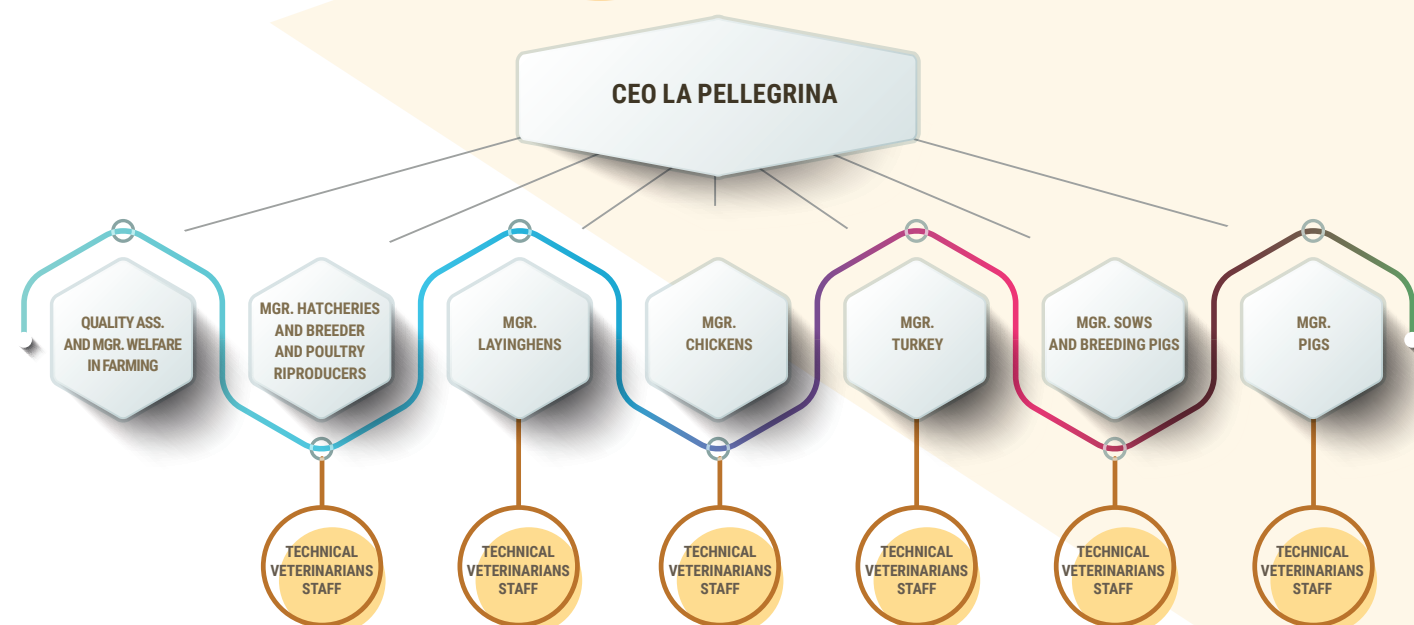 CEO LA PELLEGRINA
QUALITY ASS.
AND MGR. WELFARE
IN FARMING
MGR. HATCHERIES
AND BREEDER
AND POULTRY
RIPRODUCERS
MGR.
LAYINGHENS
MGR.
CHICKENS
MGR.
TURKEY
MGR. SOWS
AND BREEDING PIGS
MGR.
PIGS
TECHNICAL
VETERINARIANS
STAFF
TECHNICAL
VETERINARIANS
STAFF
TECHNICAL
VETERINARIANS
STAFF
TECHNICAL
VETERINARIANS
STAFF
TECHNICAL
VETERINARIANS
STAFF
TECHNICAL
VETERINARIANS
STAFF